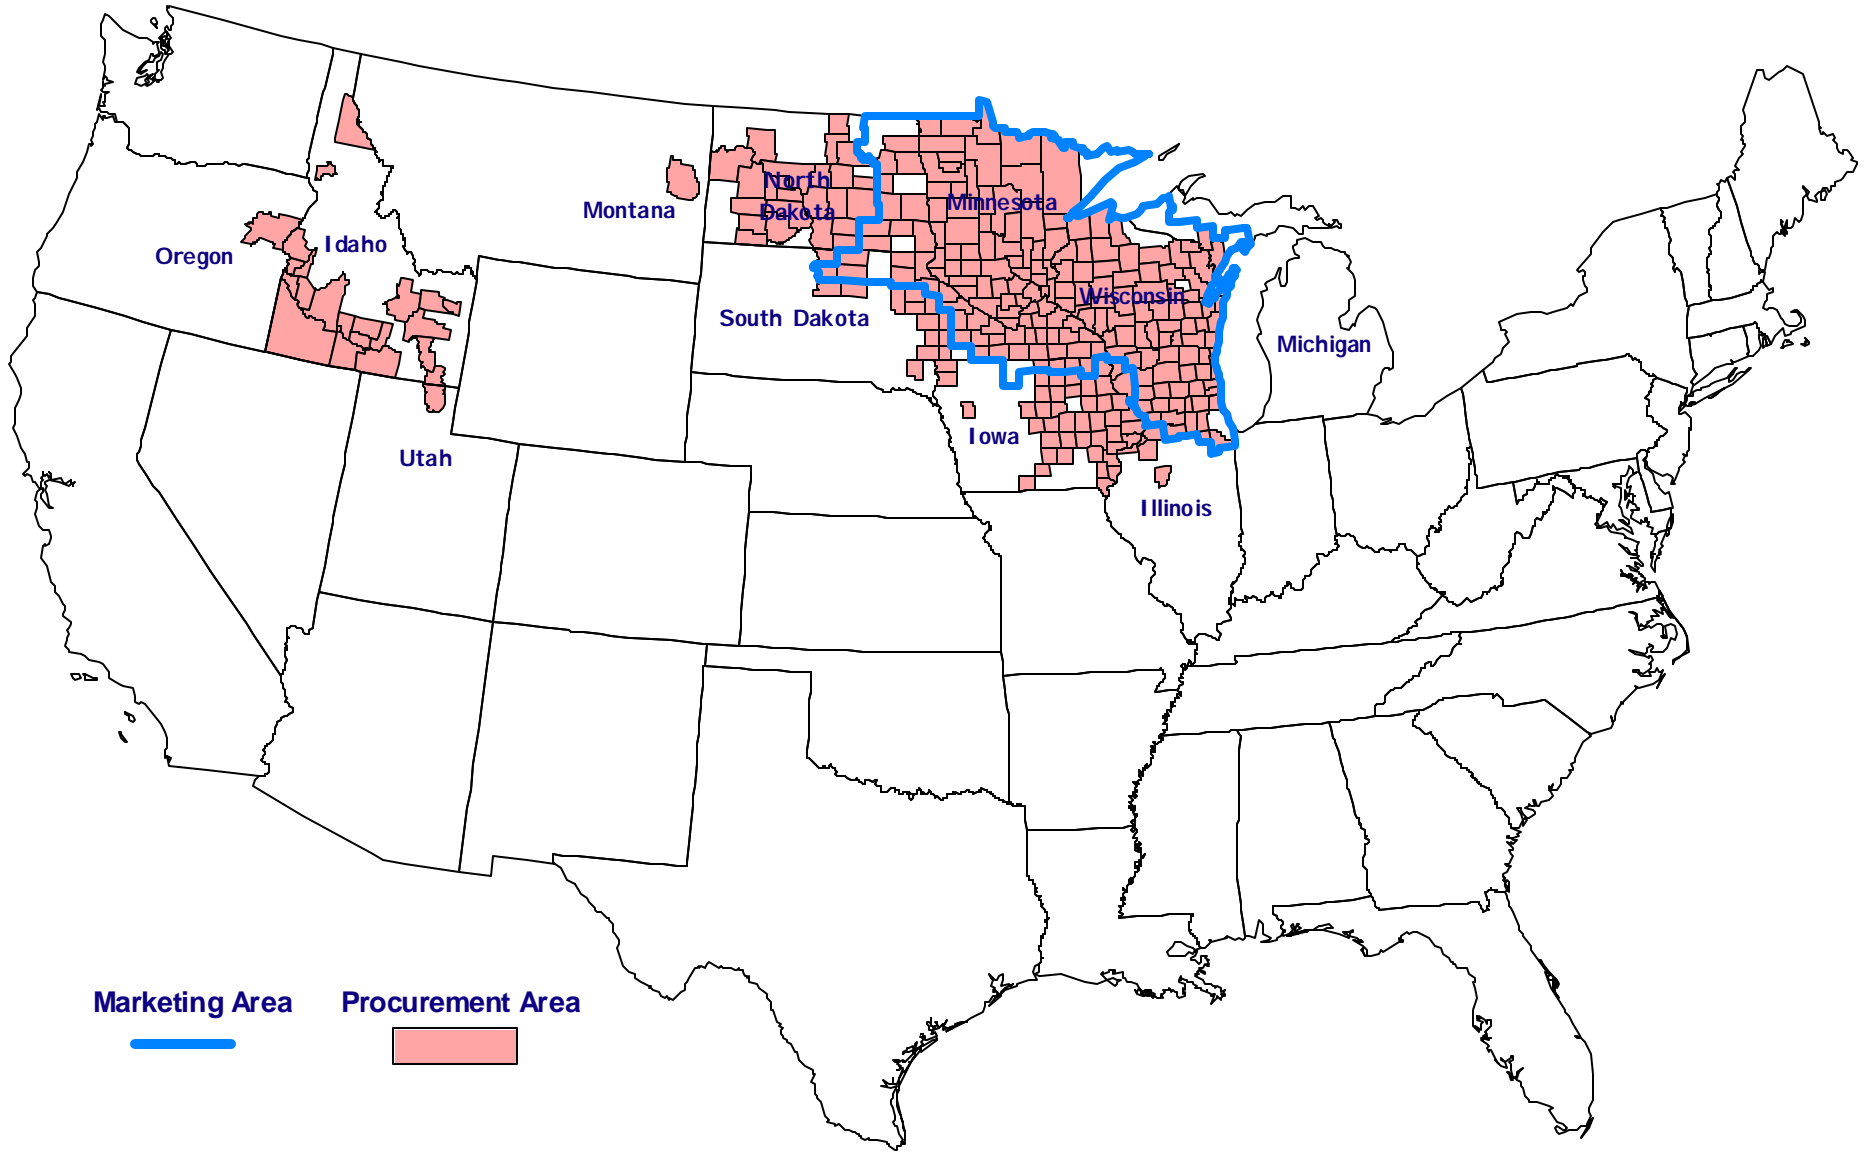 North
Dakota
Minnesota
Montana
Idaho
Oregon
Wisconsin
South Dakota
Michigan
Iowa
Utah
Illinois
Marketing Area
Procurement Area